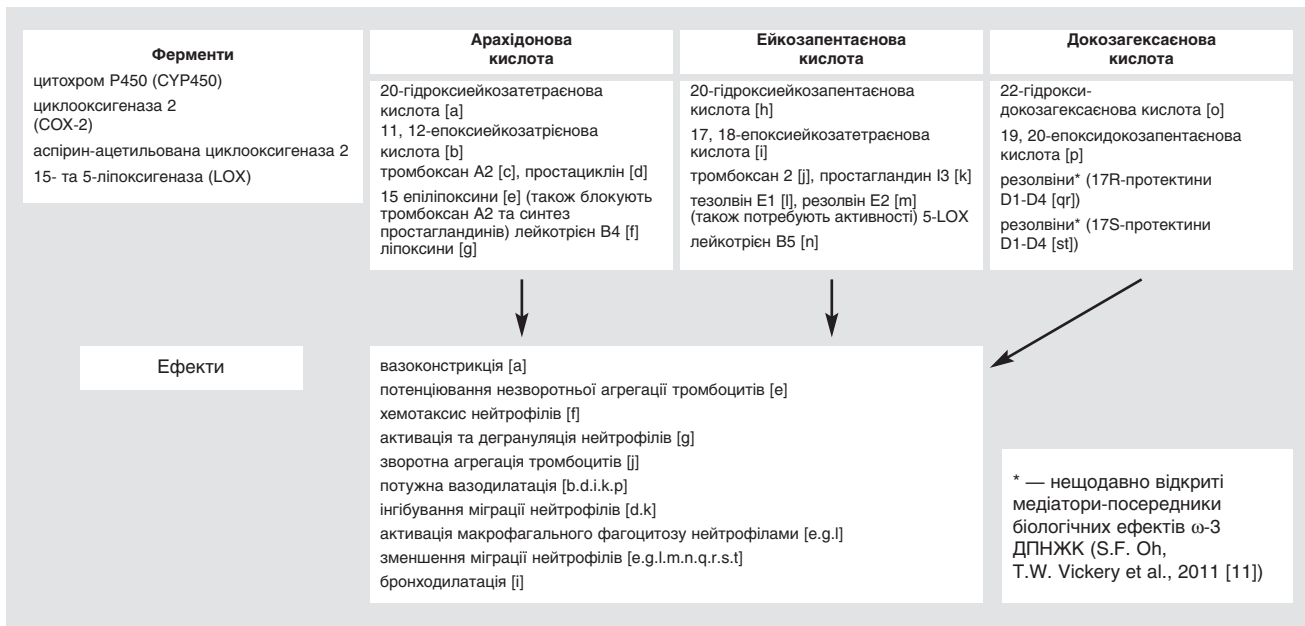 Ферменти
цитохром P450 (CYP450)
циклооксигеназа 2
(COX-2)
аспірин-ацетильована циклооксигеназа 2
15- та 5-ліпоксигеназа (LOX)
Арахідонова
кислота
20-гідроксиейкозатетраєнова
кислота [a]
11, 12-епоксиейкозатрієнова
кислота [b]
тромбоксан A2 [c], простациклін [d]
15 епіліпоксини [e] (також блокують
тромбоксан A2 та синтез
простагландинів) лейкотрієн B4 [f]
ліпоксини [g]
Ейкозапентаєнова
кислота
20-гідроксиейкозапентаєнова
кислота [h]
17, 18-епоксиейкозатетраєнова
кислота [i]
тромбоксан 2 [j], простагландин I3 [k]
тезолвін E1 [l], резолвін E2 [m]
(також потребують активності) 5-LOX
лейкотрієн B5 [n]
Докозагексаєнова
кислота
22-гідрокси-
докозагексаєнова кислота [o]
19, 20-епоксидокозапентаєнова
кислота [p]
резолвіни* (17R-протектини
D1-D4 [qr])
резолвіни* (17S-протектини
D1-D4 [st])
Ефекти
вазоконстрикція [a]
потенціювання незворотньої агрегації тромбоцитів [e]
хемотаксис нейтрофілів [f]
активація та дегрануляція нейтрофілів [g]
зворотна агрегація тромбоцитів [j]
потужна вазодилатація [b.d.i.k.p]
інгібування міграції нейтрофілів [d.k]
активація макрофагального фагоцитозу нейтрофілами [e.g.l]
зменшення міграції нейтрофілів [e.g.l.m.n.q.r.s.t]
бронходилатація [i]
* — нещодавно відкриті
медіатори-посередники
біологічних ефектів ω-3
ДПНЖК (S.F. Oh,
T.W. Vickery et al., 2011 [11])